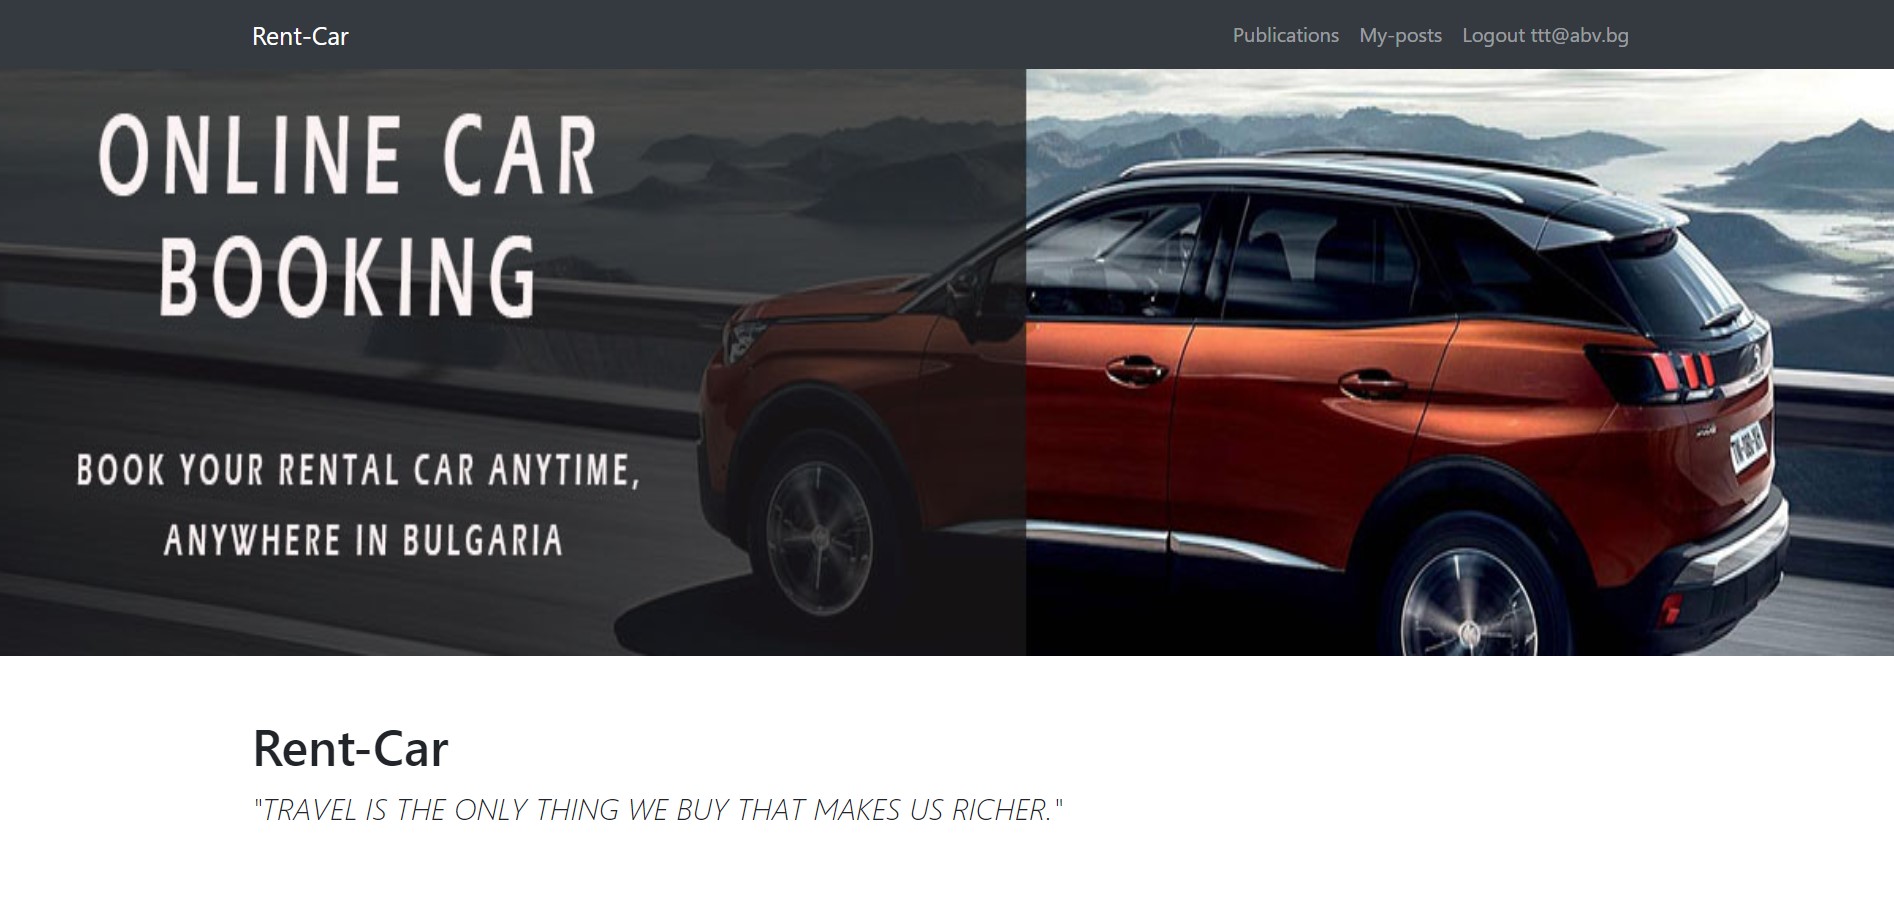 Rent-Car
Publications My-posts Logout ttt@abv.bg
ONLINE CAR
BOOKING
BOOK YOUR RENTAL CAR ANYTIME,
ANYWHERE IN BULGARIA
Rent-Car
"TRAVEL IS THE ONLY THING WE BUY THAT MAKES US RICHER."